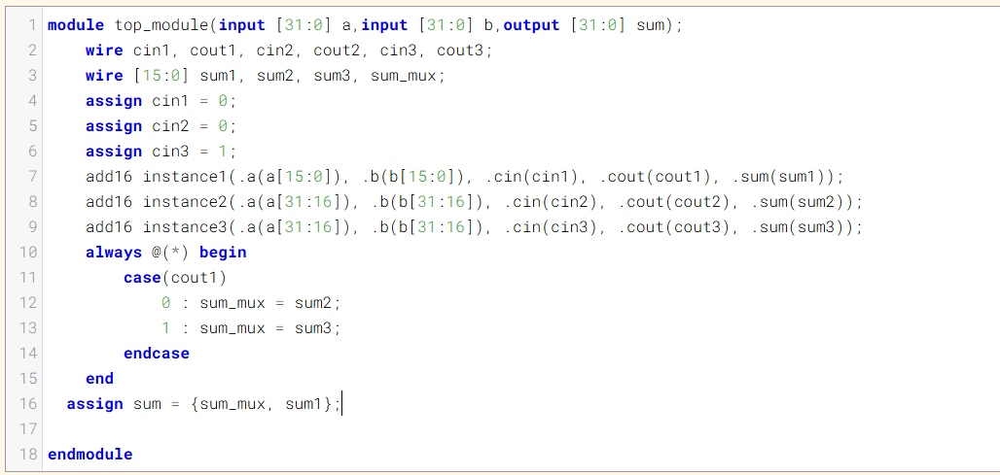 1 module top_module(input [31:0] a,input [31:0] b,output [31:0] sum);
2     wire cin1, cout1, cin2, cout2, cin3, cout3;
3     wire [15:0] sum1, sum2, sum3, sum_mux;
4     assign cin1 = 0;
5     assign cin2 = 0;
6     assign cin3 = 1;
7     add16 instance1(.a(a[15:0]), .b(b[15:0]), .cin(cin1), .cout(cout1), .sum(sum1));
8     add16 instance2(.a(a[31:16]), .b(b[31:16]), .cin(cin2), .cout(cout2), .sum(sum2));
9     add16 instance3(.a(a[31:16]), .b(b[31:16]), .cin(cin3), .cout(cout3), .sum(sum3));
10     always @(*) begin
11         case(cout1)
12             0 : sum_mux = sum2;
13             1 : sum_mux = sum3;
14         endcase
15     end
16   assign sum = {sum_mux, sum1};
17
18 endmodule